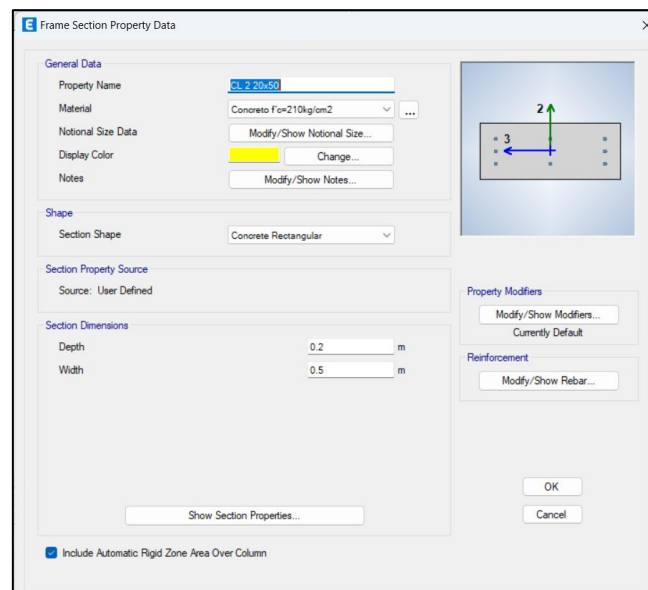 E Frame Section Property Data
General Data
Property Name CL 2 20x50
Material Concreto f'c=210kg/cm2 ...
Notional Size Data Modify/Show Notional Size...
Display Color Change...
Notes Modify/Show Notes...
2
3
Shape
Section Shape Concrete Rectangular
Section Property Source
Source: User Defined
Property Modifiers
Modify/Show Modifiers...
Currently Default
Section Dimensions
Depth 0.2 m
Width 0.5 m
Reinforcement
Modify/Show Rebar...
Show Section Properties...
OK
Cancel
Include Automatic Rigid Zone Area Over Column